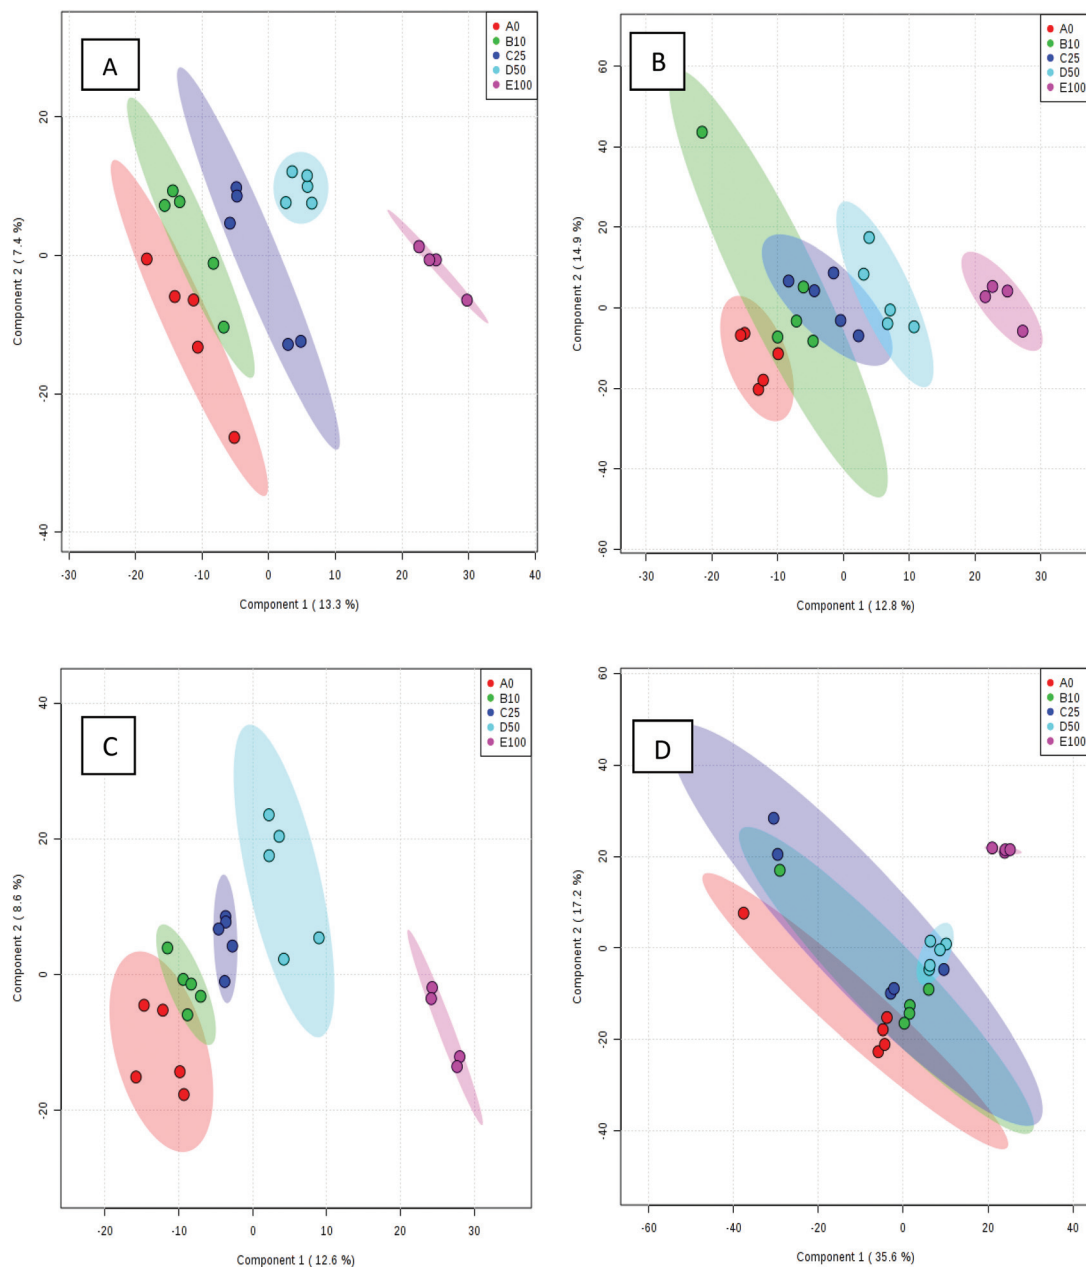 A
A0
B10
C25
D50
E100
Component 2 ( 7.4 %)
20
0
-20
-40
-30 -20 -10 0 10 20 30 40
Component 1 ( 13.3 %)
B
A0
B10
C25
D50
E100
Component 2 ( 14.9 %)
60
40
20
0
-20
-40
-60
-30 -20 -10 0 10 20 30
Component 1 ( 12.8 %)
C
A0
B10
C25
D50
E100
Component 2 ( 8.6 %)
40
20
0
-20
-20 -10 0 10 20 30
Component 1 ( 12.6 %)
D
A0
B10
C25
D50
E100
Component 2 ( 17.2 %)
60
40
20
0
-20
-40
-60 -40 -20 0 20 40
Component 1 ( 35.6 %)